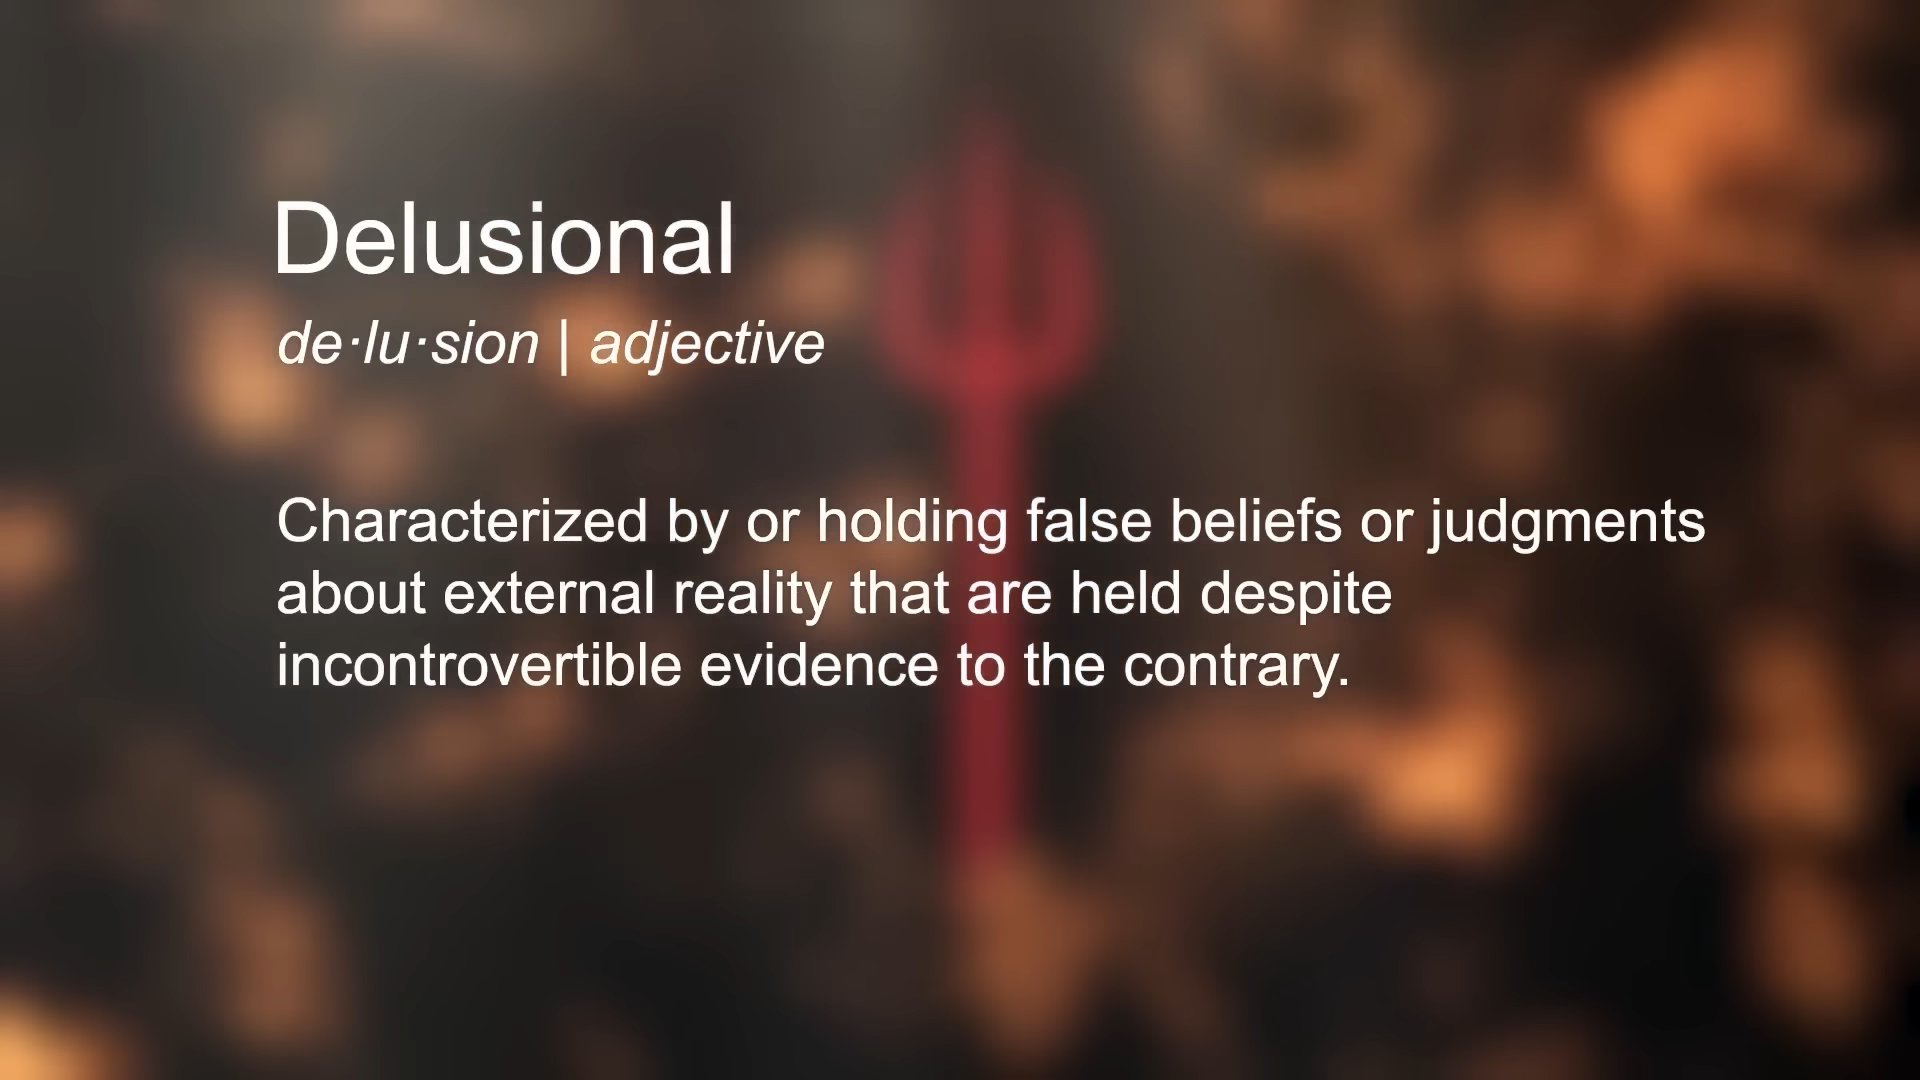 Delusional
de·lu·sion | adjective
Characterized by or holding false beliefs or judgments
about external reality that are held despite
incontrovertible evidence to the contrary.